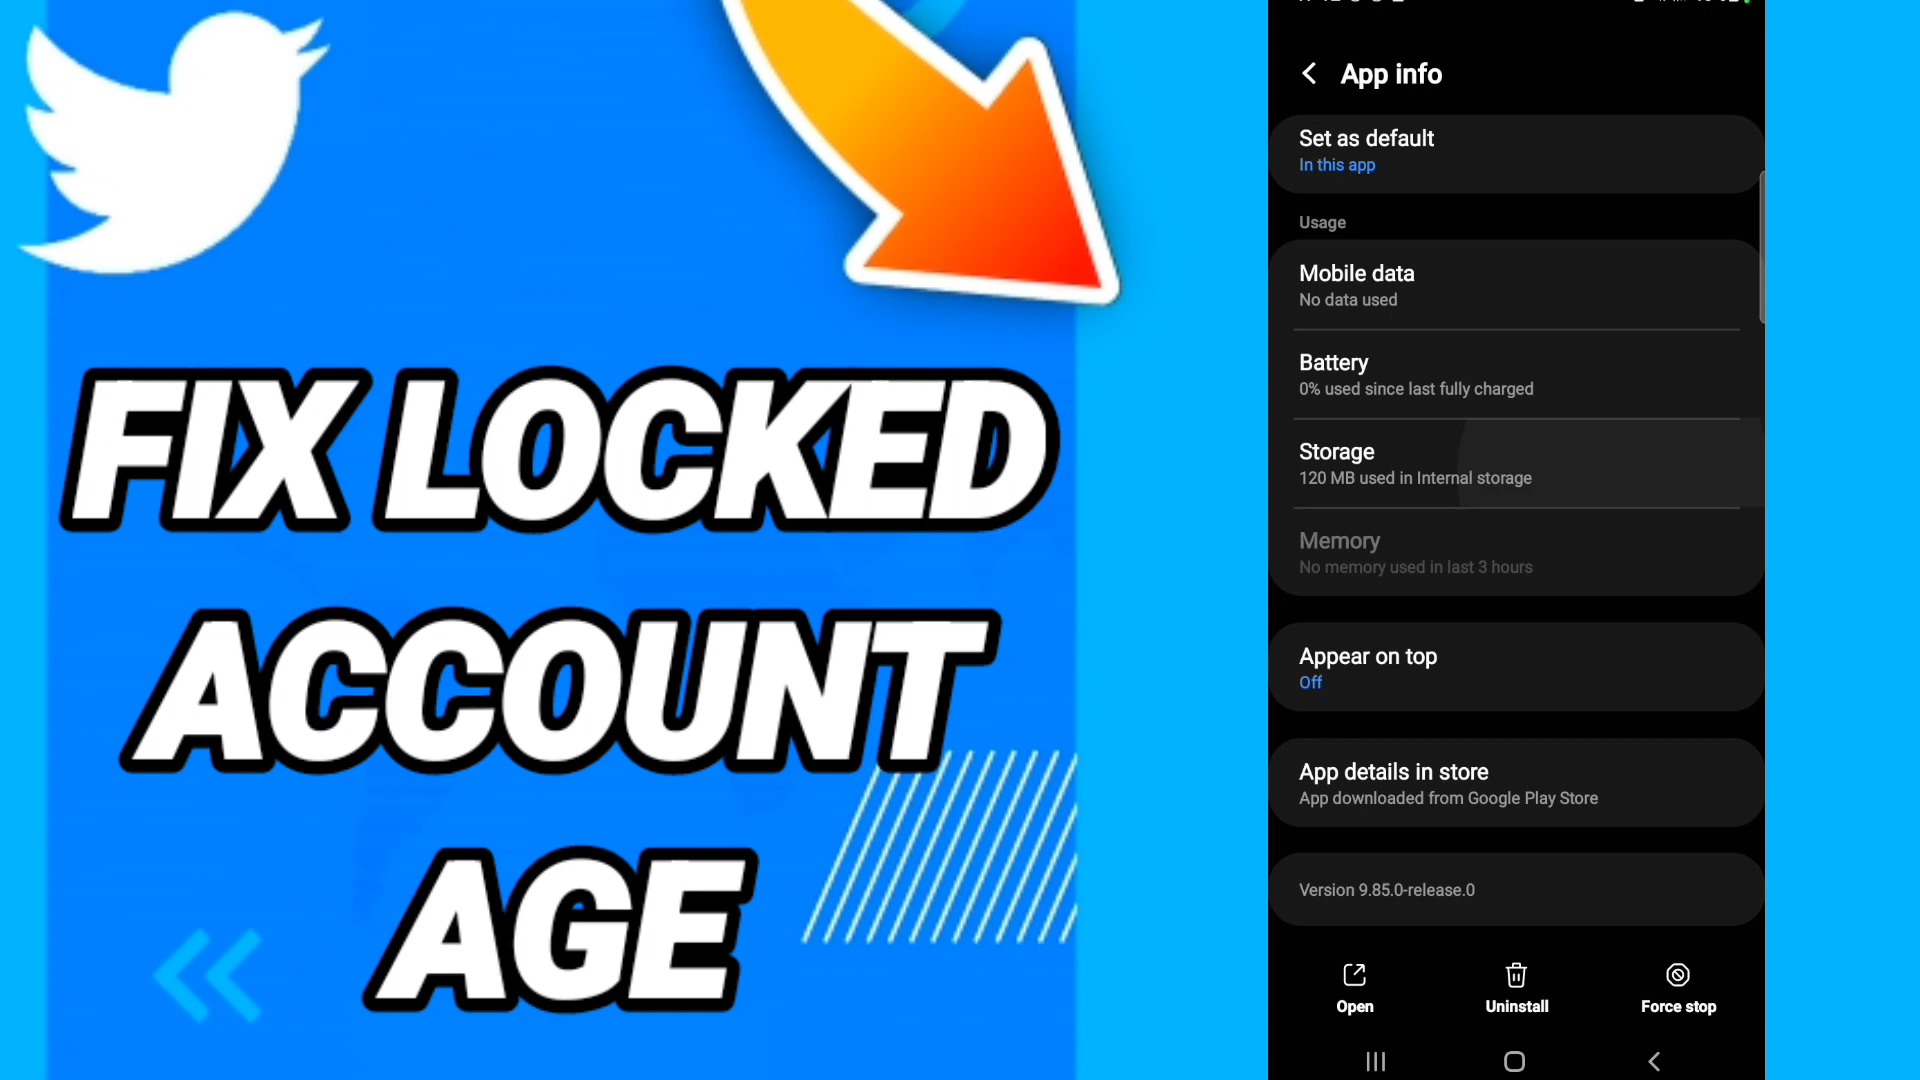 FIX LOCKED
ACCOUNT
AGE
App info
Set as default
In this app
Usage
Mobile data
No data used
Battery
0% used since last fully charged
Storage
120 MB used in Internal storage
Memory
No memory used in last 3 hours
Appear on top
Off
App details in store
App downloaded from Google Play Store
Version 9.85.0-release.0
Open
Uninstall
Force stop